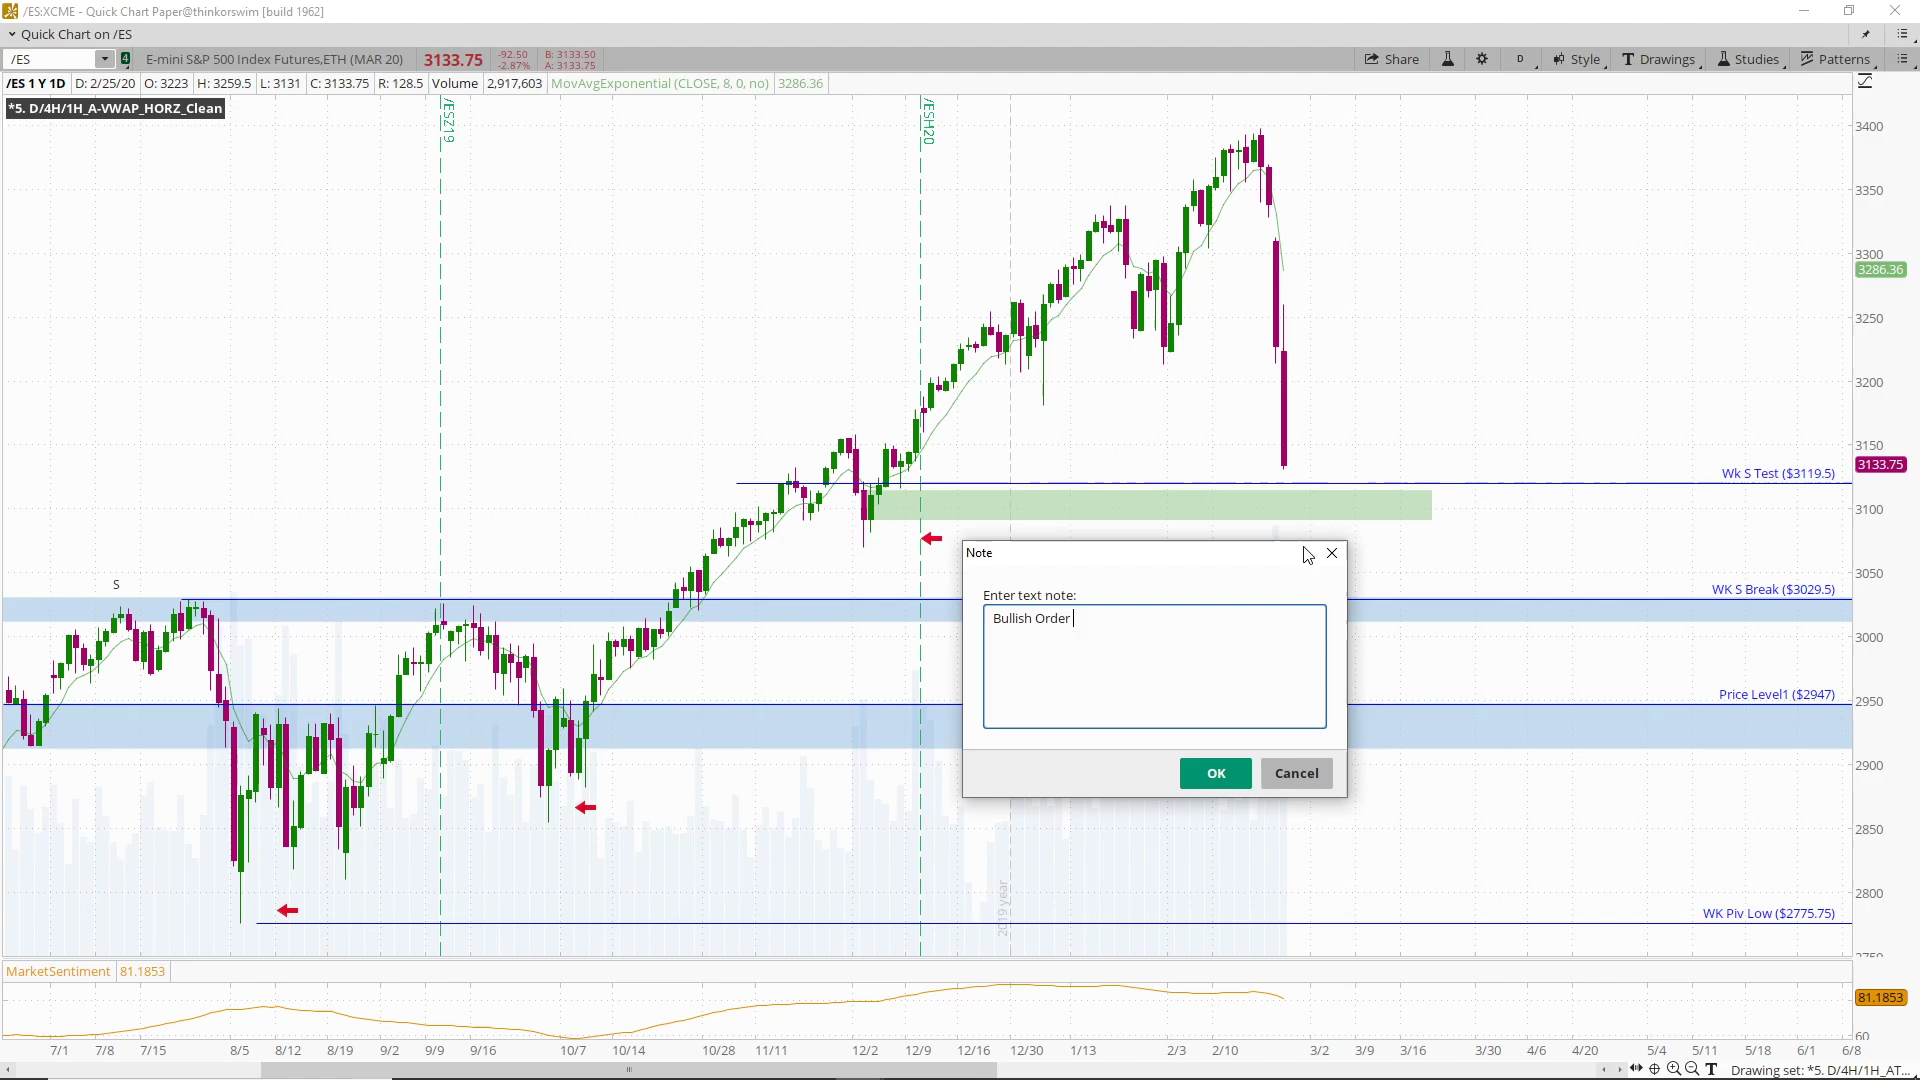 /ES:XCME - Quick Chart Paper@thinkorswim [build 1962]
Quick Chart on /ES
/ES 4 E-mini S&P 500 Index Futures,ETH (MAR 20) 3133.75 -92.50 -2.87% B: 3133.50 A: 3133.75 Share D Style Drawings Studies Patterns
/ES 1 Y 1D D: 2/25/20 O: 3223 H: 3259.5 L: 3131 C: 3133.75 R: 128.5 Volume 2,917,603 MovAvgExponential (CLOSE, 8, 0, no) 3286.36
*5. D/4H/1H_A-VWAP_HORZ_Clean
/ESZ19
/ESH20
3400
3350
3300
3286.36
3250
3200
3150
3133.75
Wk S Test ($3119.5)
3100
Note
Enter text note:
Bullish Order
OK Cancel
3050
S
WK S Break ($3029.5)
3000
Price Level1 ($2947)
2950
2900
2850
2800
2019 year
WK Piv Low ($2775.75)
2750
MarketSentiment 81.1853
81.1853
60
7/1 7/8 7/15 8/5 8/12 8/19 9/2 9/9 9/16 10/7 10/14 10/28 11/11 12/2 12/9 12/16 12/30 1/13 2/3 2/10 3/2 3/9 3/16 3/30 4/6 4/20 5/4 5/11 5/18 6/1 6/8
Drawing set: *5. D/4H/1H_AT...